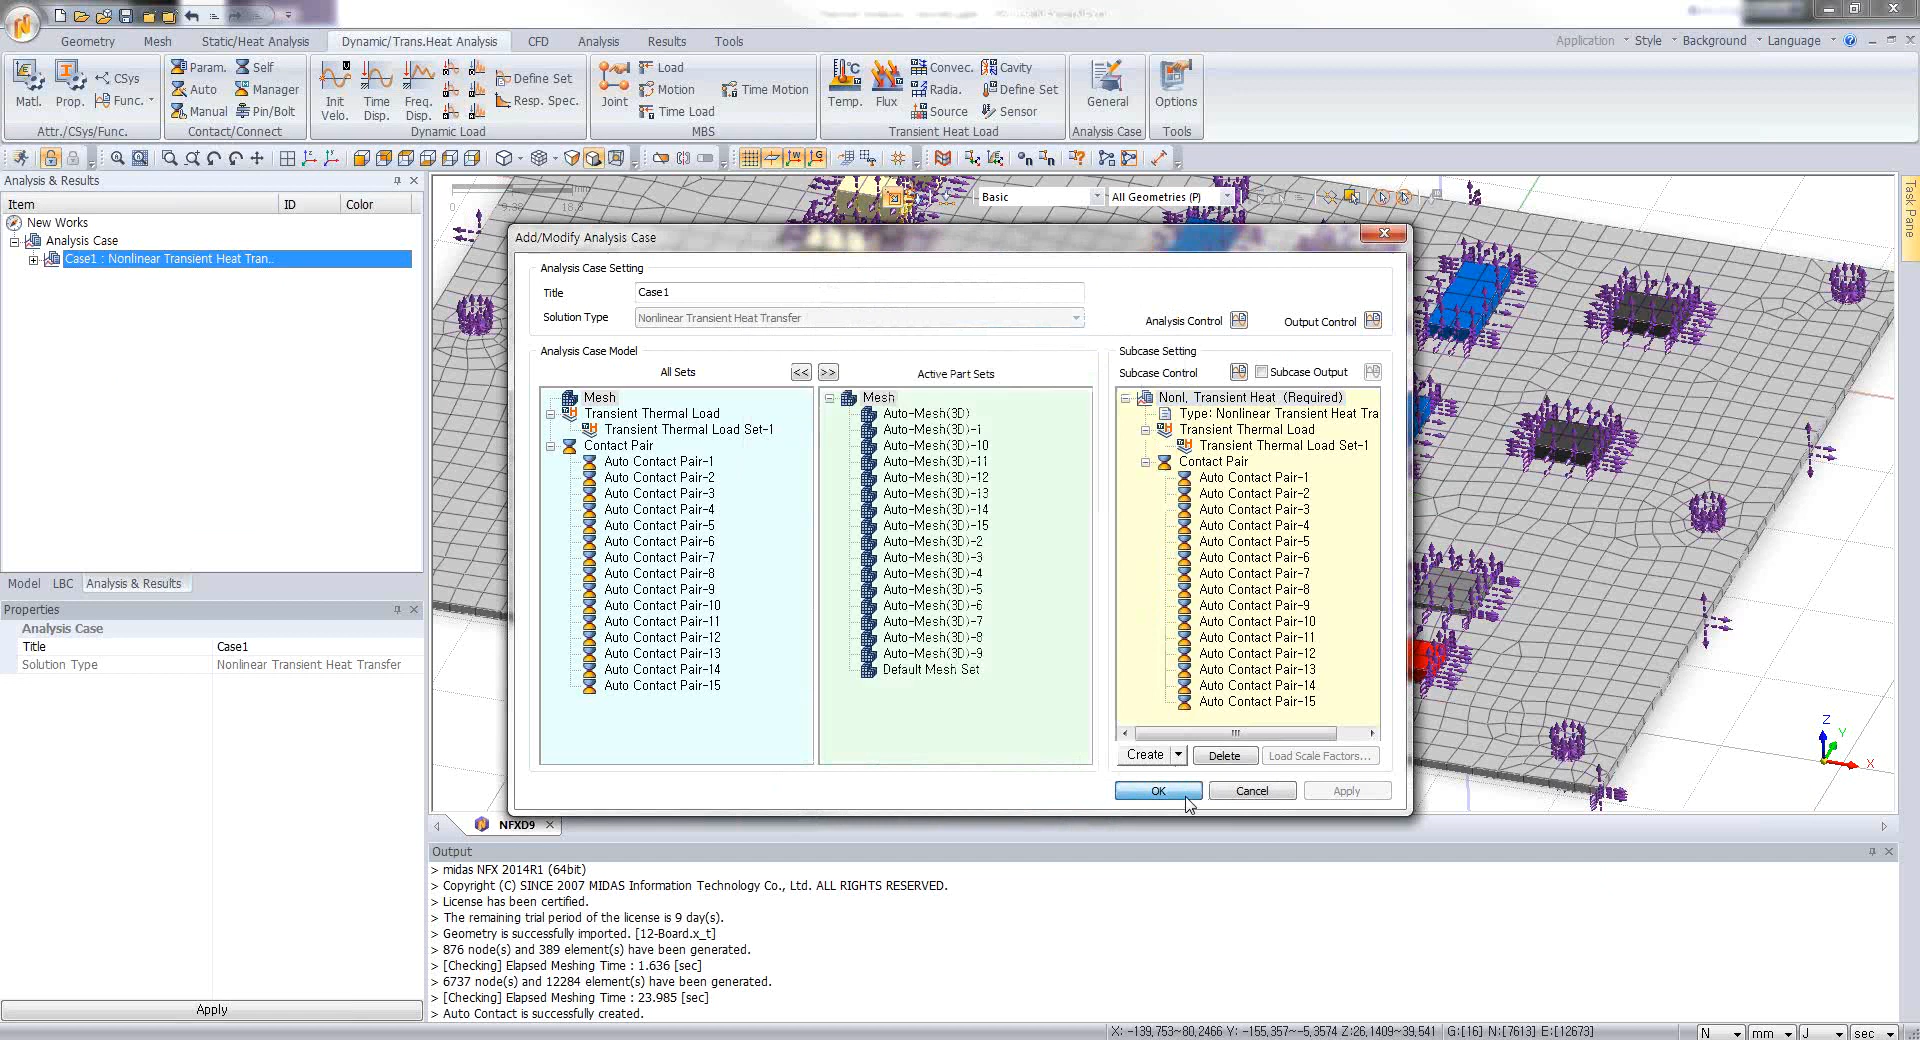 Geometry Mesh Static/Heat Analysis Dynamic/Trans.Heat Analysis CFD Analysis Results Tools
Application Style Background Language
Matl. Prop. CSys Func.
Attr./CSys/Func.
Param. Self
Auto Manager
Manual Pin/Bolt
Contact/Connect
Init Velo. Time Disp. Freq. Disp. Define Set Resp. Spec.
Dynamic Load
Joint Load
Motion Time Motion
Time Load
MBS
Temp. Flux Convec. Cavity
Radia. Define Set
Source Sensor
Transient Heat Load
General
Analysis Case
Options
Tools
Analysis & Results
Item ID Color
New Works
Analysis Case
Case1 : Nonlinear Transient Heat Tran..
Model LBC Analysis & Results
Properties
Analysis Case
Title Case1
Solution Type Nonlinear Transient Heat Transfer
Apply
Basic All Geometries (P)
Task Pane
Add/Modify Analysis Case
Analysis Case Setting
Title Case1
Solution Type Nonlinear Transient Heat Transfer
Analysis Control Output Control
Analysis Case Model
All Sets << >> Active Part Sets
Mesh
Transient Thermal Load
Transient Thermal Load Set-1
Contact Pair
Auto Contact Pair-1
Auto Contact Pair-2
Auto Contact Pair-3
Auto Contact Pair-4
Auto Contact Pair-5
Auto Contact Pair-6
Auto Contact Pair-7
Auto Contact Pair-8
Auto Contact Pair-9
Auto Contact Pair-10
Auto Contact Pair-11
Auto Contact Pair-12
Auto Contact Pair-13
Auto Contact Pair-14
Auto Contact Pair-15
Mesh
Auto-Mesh(3D)
Auto-Mesh(3D)-1
Auto-Mesh(3D)-10
Auto-Mesh(3D)-11
Auto-Mesh(3D)-12
Auto-Mesh(3D)-13
Auto-Mesh(3D)-14
Auto-Mesh(3D)-15
Auto-Mesh(3D)-2
Auto-Mesh(3D)-3
Auto-Mesh(3D)-4
Auto-Mesh(3D)-5
Auto-Mesh(3D)-6
Auto-Mesh(3D)-7
Auto-Mesh(3D)-8
Auto-Mesh(3D)-9
Default Mesh Set
Subcase Setting
Subcase Control Subcase Output
Nonl. Transient Heat (Required)
Type: Nonlinear Transient Heat Tra
Transient Thermal Load
Transient Thermal Load Set-1
Contact Pair
Auto Contact Pair-1
Auto Contact Pair-2
Auto Contact Pair-3
Auto Contact Pair-4
Auto Contact Pair-5
Auto Contact Pair-6
Auto Contact Pair-7
Auto Contact Pair-8
Auto Contact Pair-9
Auto Contact Pair-10
Auto Contact Pair-11
Auto Contact Pair-12
Auto Contact Pair-13
Auto Contact Pair-14
Auto Contact Pair-15
Create Delete Load Scale Factors...
OK Cancel Apply
Z Y X
NFXD9
Output
> midas NFX 2014R1 (64bit)
> Copyright (C) SINCE 2007 MIDAS Information Technology Co., Ltd. ALL RIGHTS RESERVED.
> License has been certified.
> The remaining trial period of the license is 9 day(s).
> Geometry is successfully imported. [12-Board.x_t]
> 876 node(s) and 389 element(s) have been generated.
> [Checking] Elapsed Meshing Time : 1.636 [sec]
> 6737 node(s) and 12284 element(s) have been generated.
> [Checking] Elapsed Meshing Time : 23.985 [sec]
> Auto Contact is successfully created.
X: -139,753~80,2466 Y: -155,357~-5,3574 Z:26,1409~39,541 G:[16] N:[7613] E:[12673]
N mm J sec